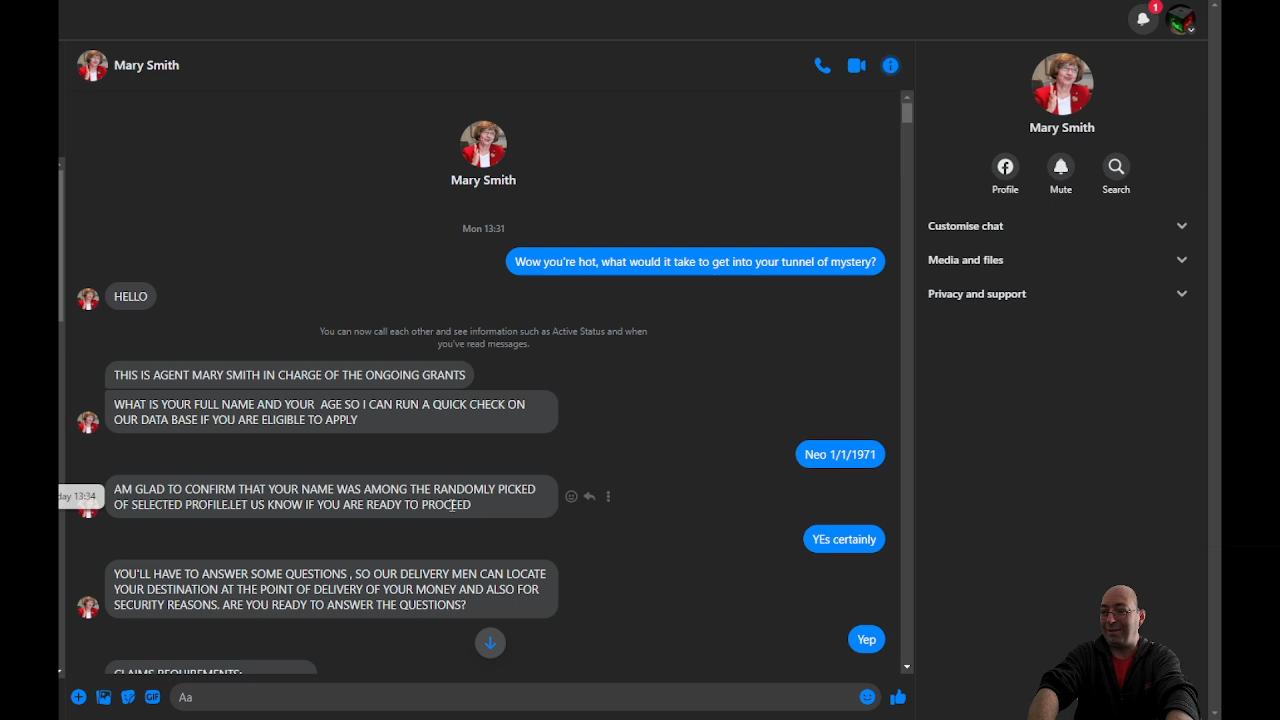 1
Mary Smith
Mary Smith
Mary Smith
Profile
Mute
Search
Customise chat
Media and files
Privacy and support
Mon 13:31
Wow you're hot, what would it take to get into your tunnel of mystery?
HELLO
You can now call each other and see information such as Active Status and when
you've read messages.
THIS IS AGENT MARY SMITH IN CHARGE OF THE ONGOING GRANTS
WHAT IS YOUR FULL NAME AND YOUR AGE SO I CAN RUN A QUICK CHECK ON
OUR DATA BASE IF YOU ARE ELIGIBLE TO APPLY
Neo 1/1/1971
day 13:34
AM GLAD TO CONFIRM THAT YOUR NAME WAS AMONG THE RANDOMLY PICKED
OF SELECTED PROFILE.LET US KNOW IF YOU ARE READY TO PROCEED
YEs certainly
YOU'LL HAVE TO ANSWER SOME QUESTIONS , SO OUR DELIVERY MEN CAN LOCATE
YOUR DESTINATION AT THE POINT OF DELIVERY OF YOUR MONEY AND ALSO FOR
SECURITY REASONS. ARE YOU READY TO ANSWER THE QUESTIONS?
Yep
CLAIMS REQUIREMENTS:
GIF
Aa